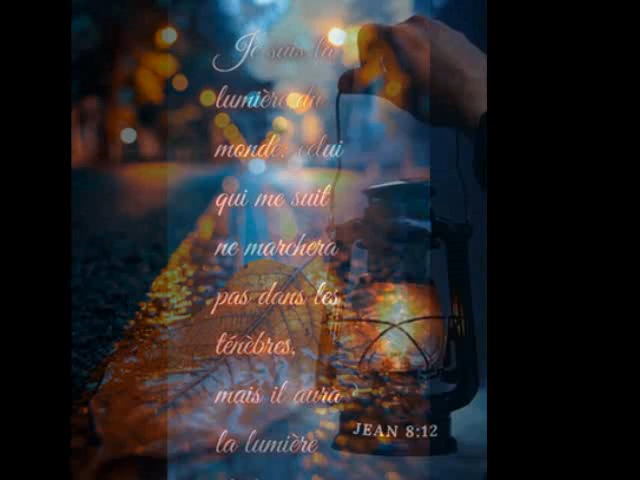 Je suis la
lumière du
monde; celui
qui me suit
ne marchera
pas dans les
ténèbres,
mais il aura
la lumière
JEAN 8:12